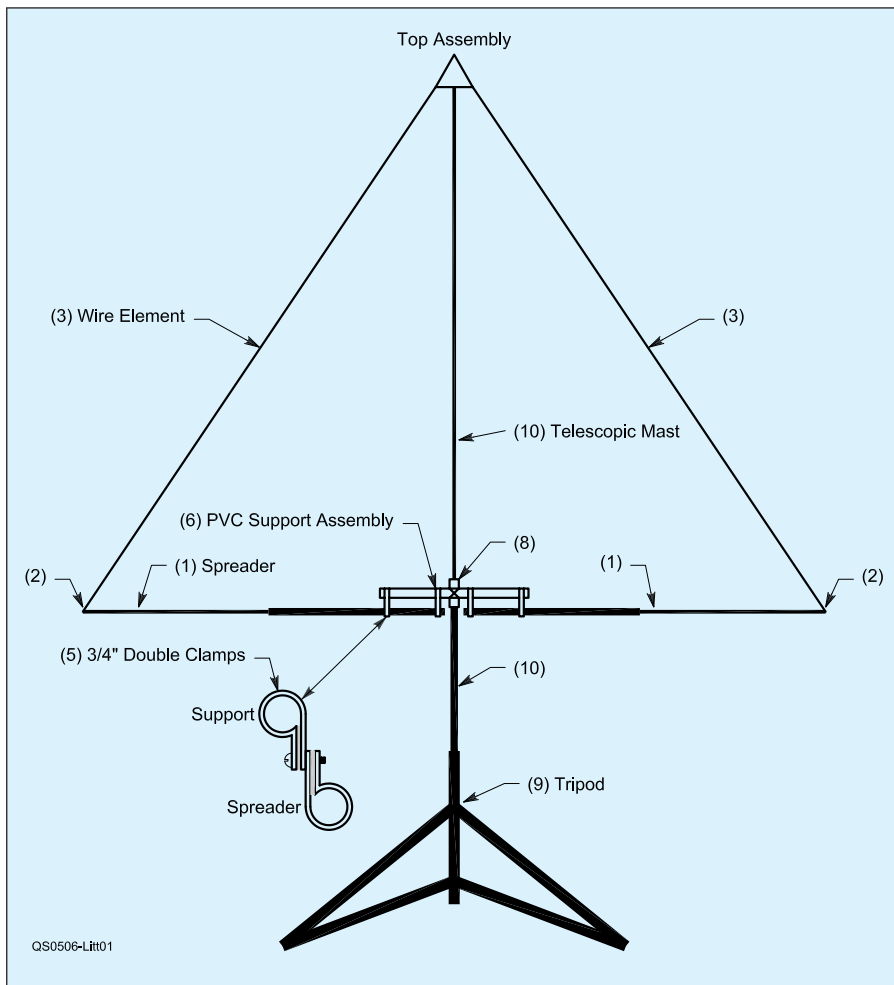 Top Assembly
(3) Wire Element
(3)
(10) Telescopic Mast
(6) PVC Support Assembly
(8)
(2)
(1) Spreader
(1)
(2)
(5) 3/4" Double Clamps
(10)
Support
(9) Tripod
Spreader
QS0506-Litt01